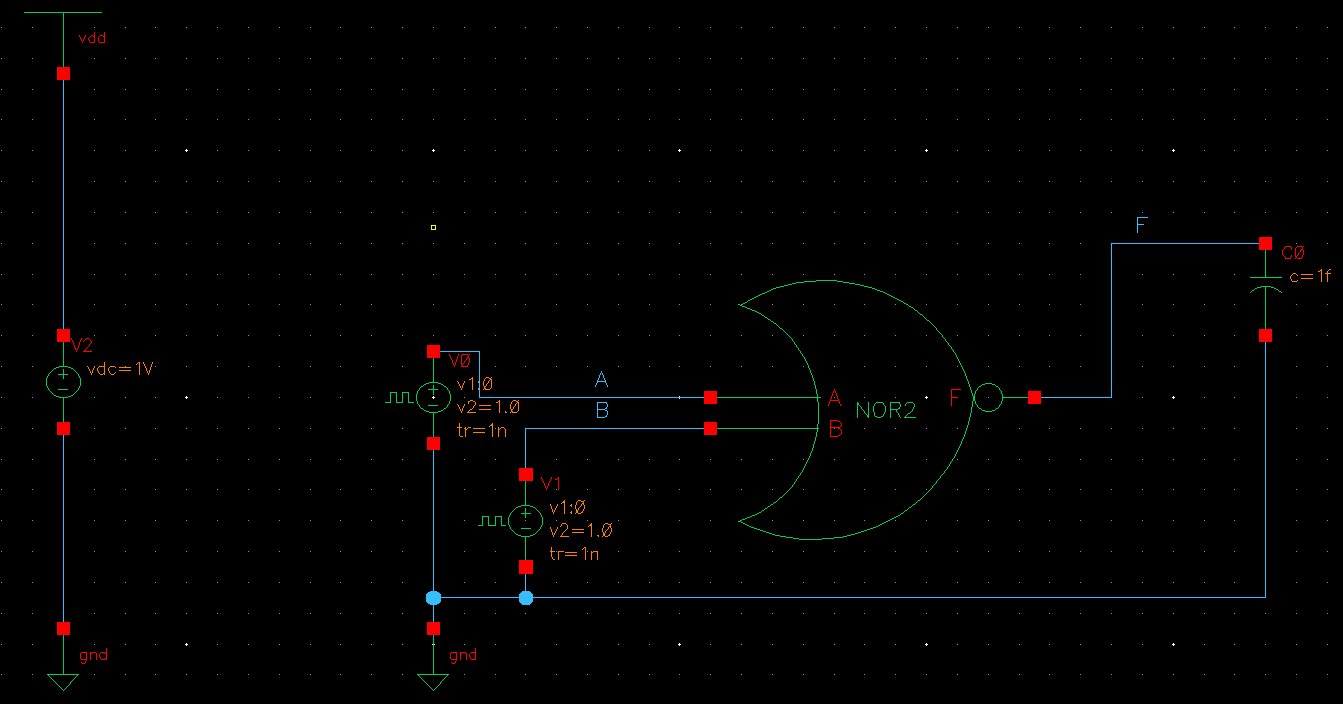 vdd
V2
vdc=1V
gnd
V0
v1:0
v2=1.0
tr=1n
gnd
A
B
V1
v1:0
v2=1.0
tr=1n
A
B
NOR2
F
F
C0
c=1f